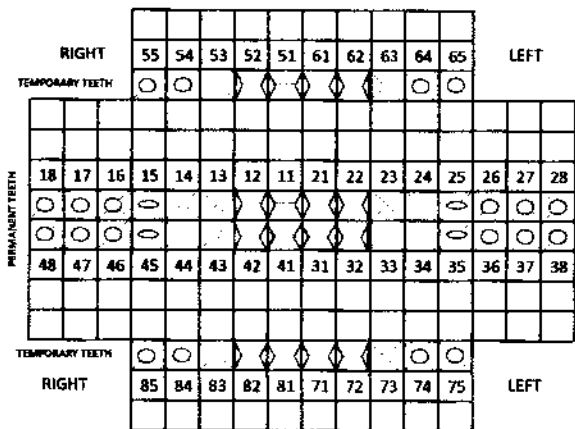 RIGHT 55 54 53 52 51 61 62 63 64 65 LEFT
TEMPORARY TEETH
PERMANENT TEETH
18 17 16 15 14 13 12 11 21 22 23 24 25 26 27 28
48 47 46 45 44 43 42 41 31 32 33 34 35 36 37 38
TEMPORARY TEETH
RIGHT 85 84 83 82 81 71 72 73 74 75 LEFT